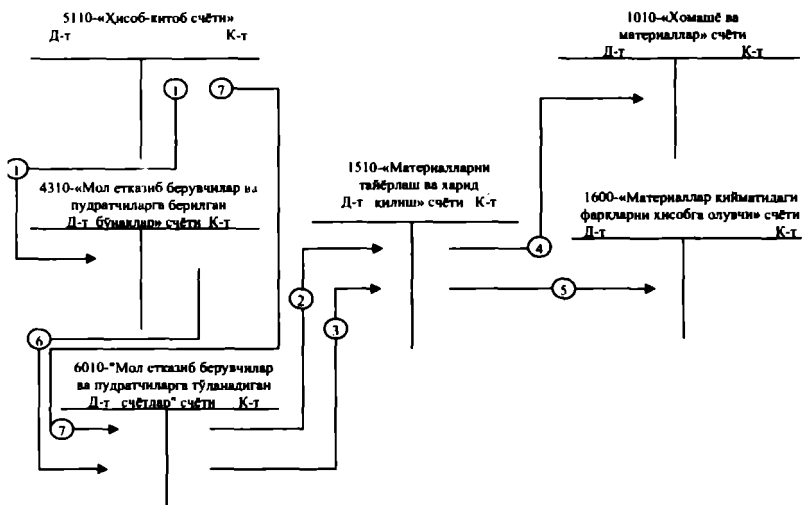 5110-«Ҳисоб-китоб счёти»
Д-т К-т
1 7
1
4310-«Мол етказиб берувчилар ва
пудратчиларга берилган
Д-т бўнаклар» счёти К-т
6
6010-"Мол етказиб берувчилар
ва пудратчиларга тўланадиган
Д-т счётлар" счёти К-т
7
2
3
1510-«Материалларни
тайёрлаш ва харид
Д-т қилиш» счёти К-т
4
5
1010-«Хомашё ва
материаллар» счёти
Д-т К-т
1600-«Материаллар қийматидаги
фарқларни ҳисобга олувчи» счёти
Д-т К-т